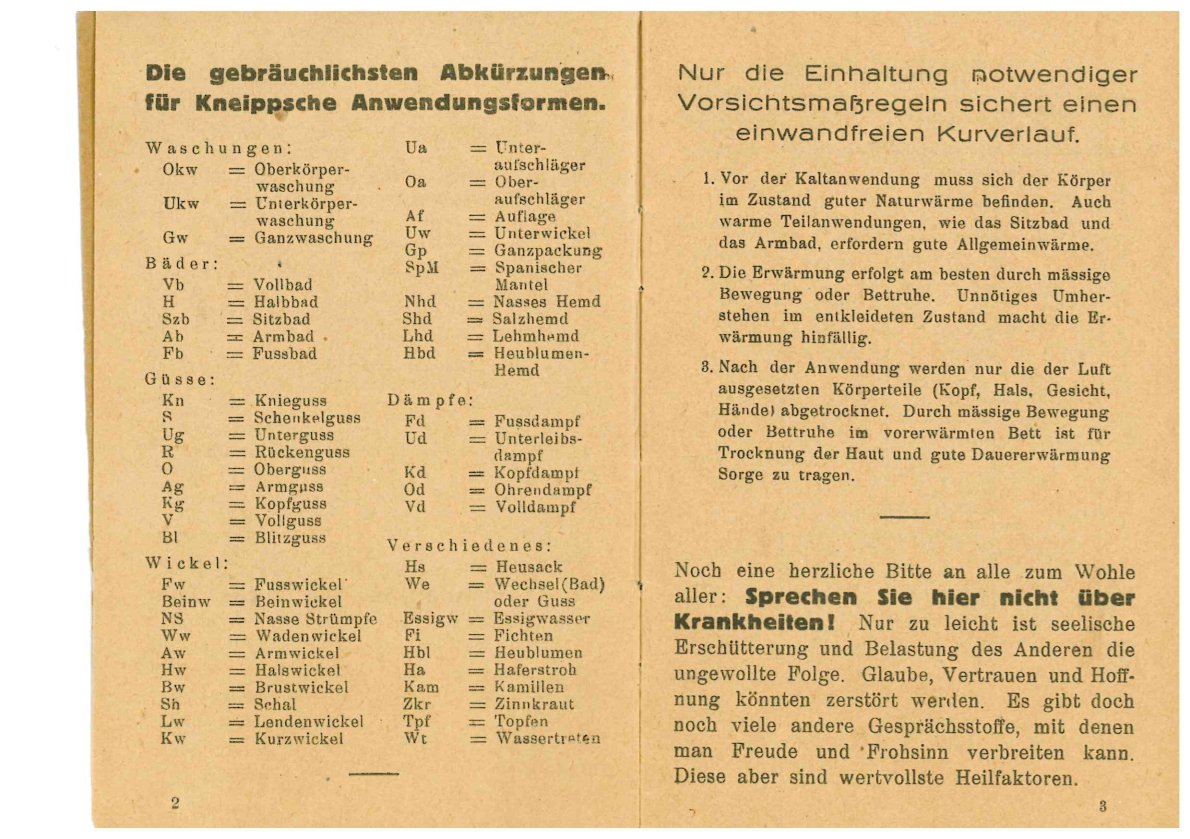 Die gebräuchlichsten Abkürzungen
für Kneippsche Anwendungsformen.
Waschungen:
Okw = Oberkörper-
waschung
Ukw = Unterkörper-
waschung
Gw = Ganzwaschung
Bäder:
Vb = Vollbad
H = Halbbad
Szb = Sitzbad
Ab = Armbad
Fb = Fussbad
Güsse:
Kn = Knieguss
S = Schenkelguss
Ug = Unterguss
R = Rückenguss
O = Oberguss
Ag = Armguss
Kg = Kopfguss
V = Vollguss
Bl = Blitzguss
Wickel:
Fw = Fusswickel
Beinw = Beinwickel
NS = Nasse Strümpfe
Ww = Wadenwickel
Aw = Armwickel
Hw = Halswickel
Bw = Brustwickel
Sh = Schal
Lw = Lendenwickel
Kw = Kurzwickel
Ua = Unter-
aufschläger
Oa = Ober-
aufschläger
Af = Auflage
Uw = Unterwickel
Gp = Ganzpackung
SpM = Spanischer
Mantel
Nhd = Nasses Hemd
Shd = Salzhemd
Lhd = Lehmhemd
Hbd = Heublumen-
Hemd
Dämpfe:
Fd = Fussdampf
Ud = Unterleibs-
dampf
Kd = Kopfdampf
Od = Ohrendampf
Vd = Volldampf
Verschiedenes:
Hs = Heusack
We = Wechsel(Bad)
oder Guss
Essigw = Essigwasser
Fi = Fichten
Hbl = Heublumen
Ha = Haferstroh
Kam = Kamillen
Zkr = Zinnkraut
Tpf = Topfen
Wt = Wassertreten
2
Nur die Einhaltung notwendiger
Vorsichtsmaßregeln sichert einen
einwandfreien Kurverlauf.
1. Vor der Kaltanwendung muss sich der Körper
im Zustand guter Naturwärme befinden. Auch
warme Teilanwendungen, wie das Sitzbad und
das Armbad, erfordern gute Allgemeinwärme.
2. Die Erwärmung erfolgt am besten durch mässige
Bewegung oder Bettruhe. Unnötiges Umher-
stehen im entkleideten Zustand macht die Er-
wärmung hinfällig.
3. Nach der Anwendung werden nur die der Luft
ausgesetzten Körperteile (Kopf, Hals, Gesicht,
Hände) abgetrocknet. Durch mässige Bewegung
oder Bettruhe im vorerwärmten Bett ist für
Trocknung der Haut und gute Dauererwärmung
Sorge zu tragen.
Noch eine herzliche Bitte an alle zum Wohle
aller: Sprechen Sie hier nicht über
Krankheiten! Nur zu leicht ist seelische
Erschütterung und Belastung des Anderen die
ungewollte Folge. Glaube, Vertrauen und Hoff-
nung könnten zerstört werden. Es gibt doch
noch viele andere Gesprächsstoffe, mit denen
man Freude und Frohsinn verbreiten kann.
Diese aber sind wertvollste Heilfaktoren.
3